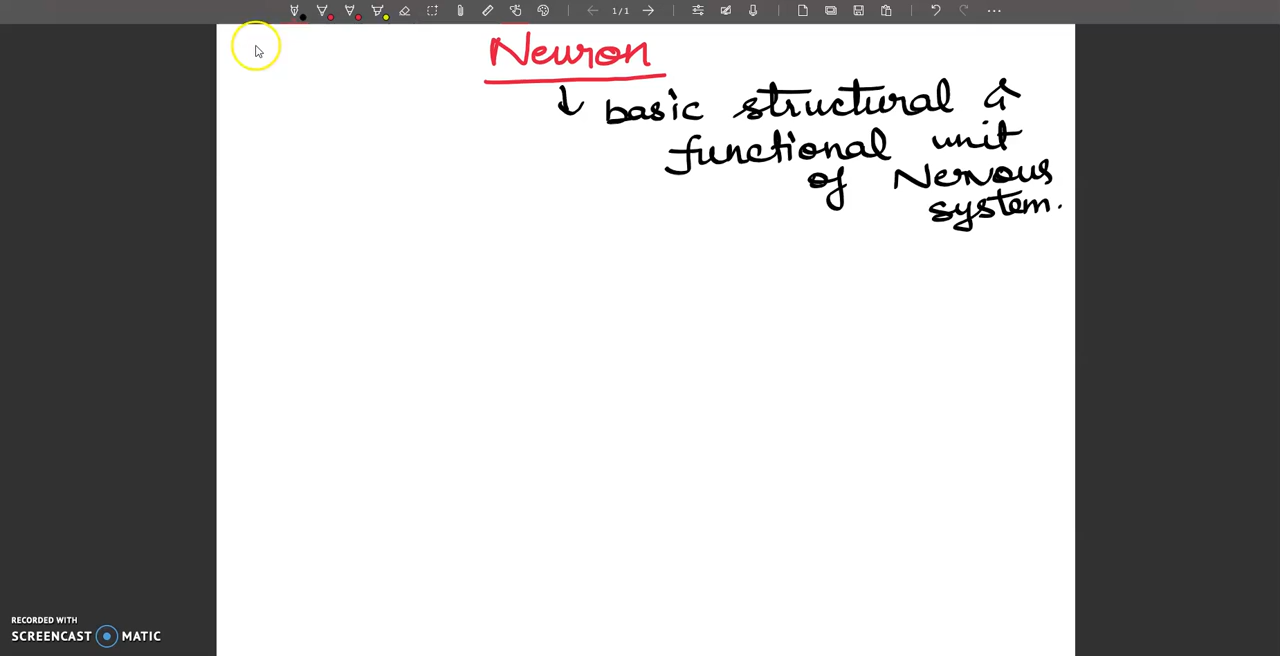 1/1
Neuron
↓ basic structural &
functional unit
of Nervous
system.
RECORDED WITH
SCREENCAST MATIC